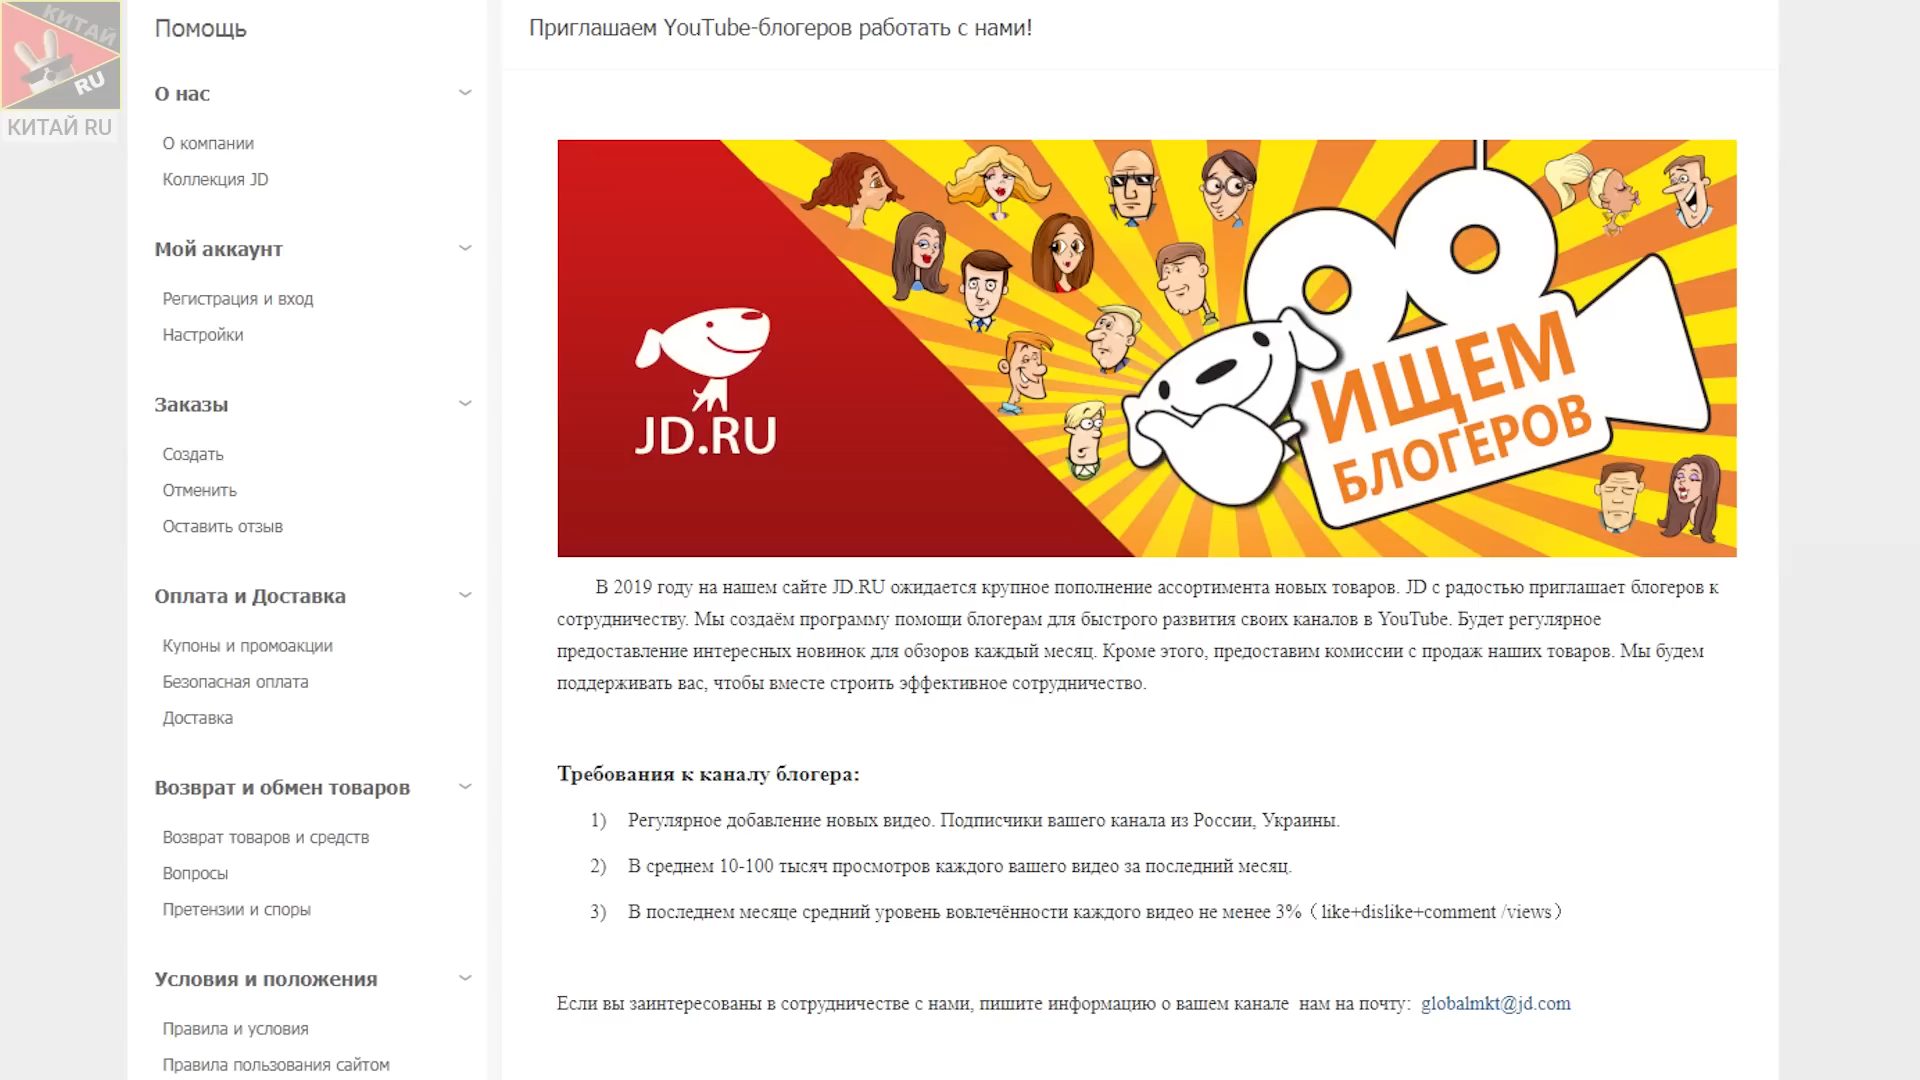 КИТАЙ
RU
КИТАЙ RU
Помощь
О нас
О компании
Коллекция JD
Мой аккаунт
Регистрация и вход
Настройки
Заказы
Создать
Отменить
Оставить отзыв
Оплата и Доставка
Купоны и промоакции
Безопасная оплата
Доставка
Возврат и обмен товаров
Возврат товаров и средств
Вопросы
Претензии и споры
Условия и положения
Правила и условия
Правила пользования сайтом
Приглашаем YouTube-блогеров работать с нами!
JD.RU
ИЩЕМ
БЛОГЕРОВ
В 2019 году на нашем сайте JD.RU ожидается крупное пополнение ассортимента новых товаров. JD с радостью приглашает блогеров к
сотрудничеству. Мы создаём программу помощи блогерам для быстрого развития своих каналов в YouTube. Будет регулярное
предоставление интересных новинок для обзоров каждый месяц. Кроме этого, предоставим комиссии с продаж наших товаров. Мы будем
поддерживать вас, чтобы вместе строить эффективное сотрудничество.
Требования к каналу блогера:
1) Регулярное добавление новых видео. Подписчики вашего канала из России, Украины.
2) В среднем 10-100 тысяч просмотров каждого вашего видео за последний месяц.
3) В последнем месяце средний уровень вовлечённости каждого видео не менее 3%（like+dislike+comment /views）
Если вы заинтересованы в сотрудничестве с нами, пишите информацию о вашем канале нам на почту: globalmkt@jd.com